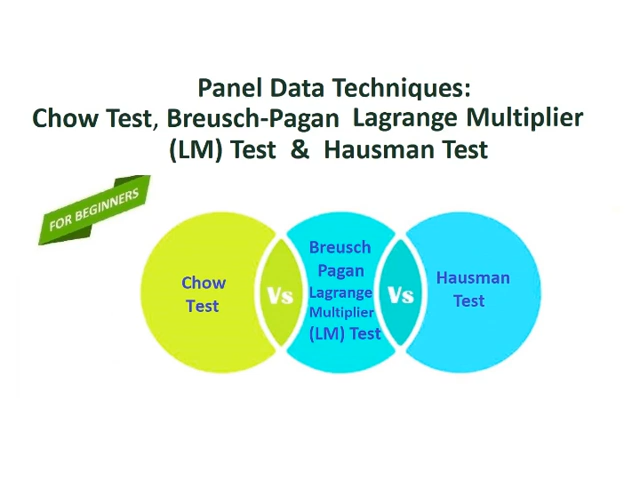 Panel Data Techniques:
Chow Test, Breusch-Pagan Lagrange Multiplier
(LM) Test & Hausman Test
FOR BEGINNERS
Chow
Test
Vs
Breusch
Pagan
Lagrange
Multiplier
(LM) Test
Vs
Hausman
Test